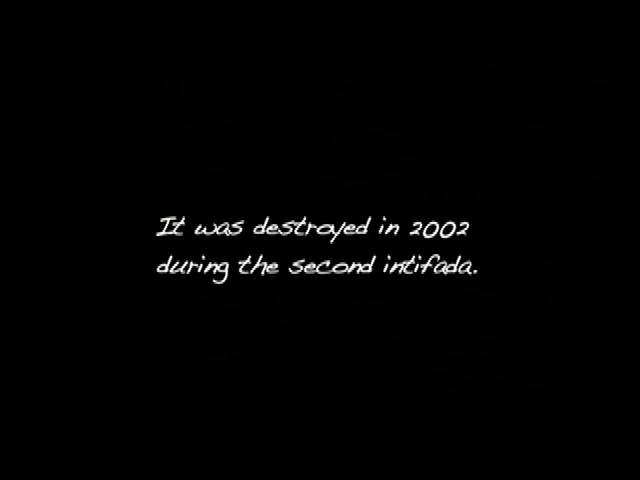 It was destroyed in 2002
during the second intifada.